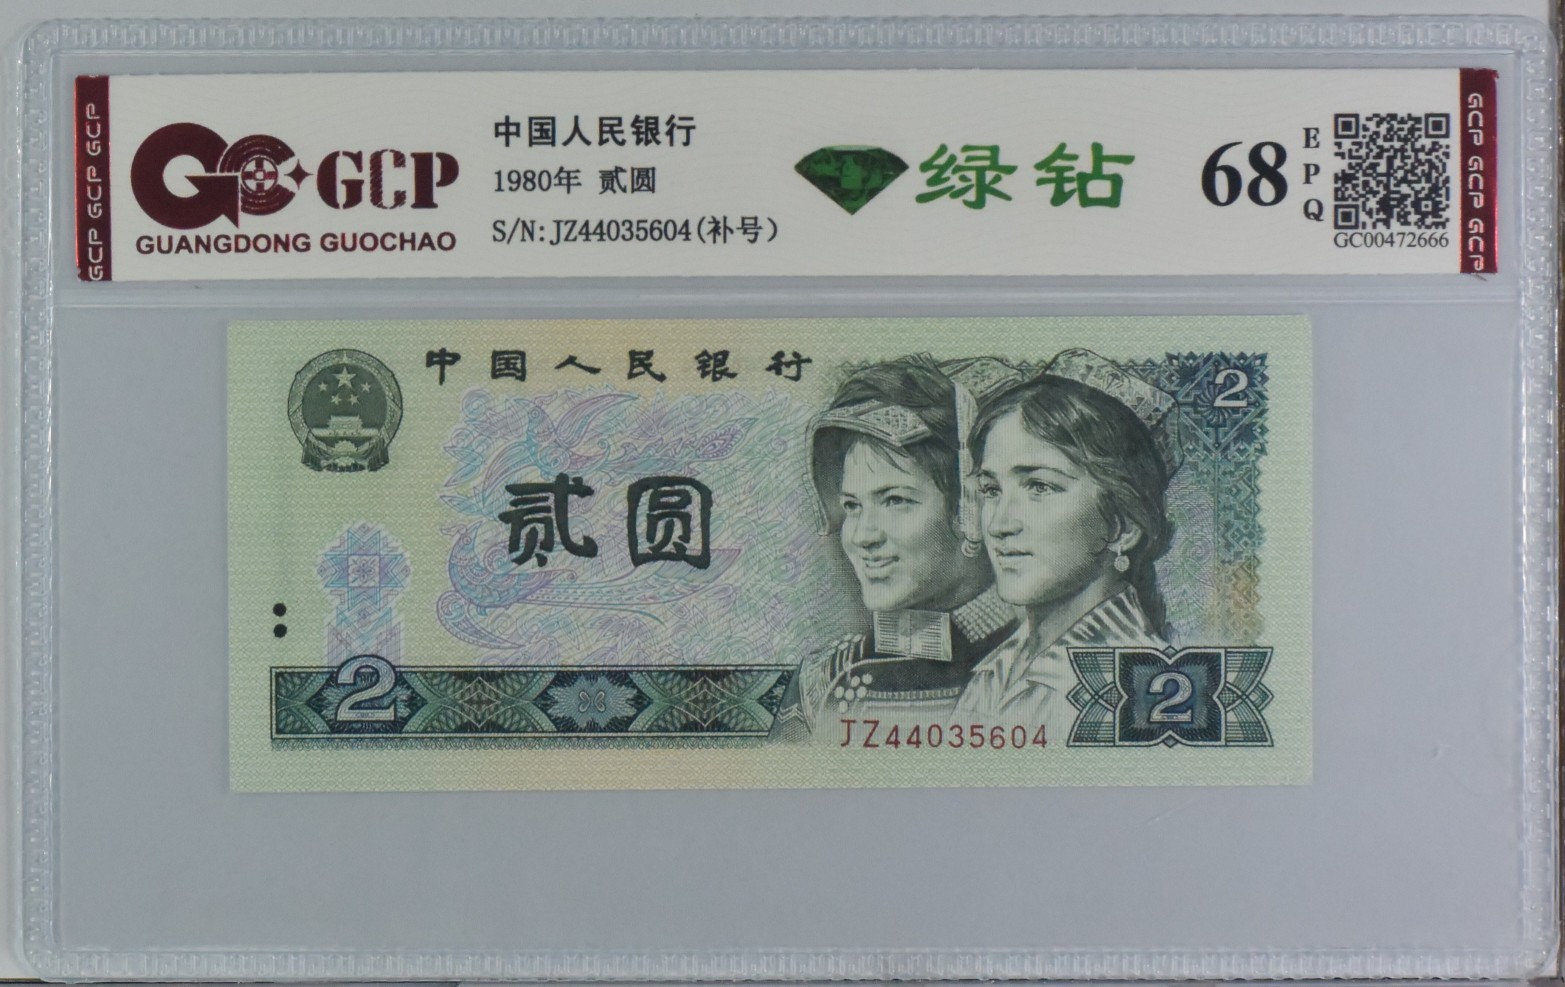 GCP GCP GCP
GCP
GUANGDONG GUOCHAO
中国人民银行
1980年 贰圆
S/N:JZ44035604(补号)
绿钻
68
EPQ
GC00472666
GCP GCP GCP
中国人民银行
2
贰圆
2
2
JZ44035604